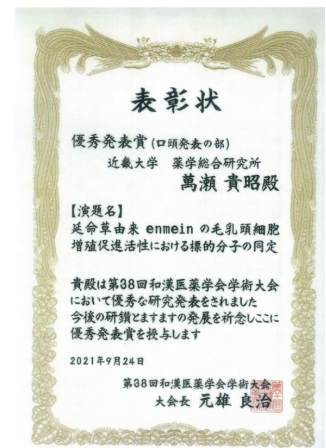 表彰状
優秀発表賞(口頭発表の部)
近畿大学 薬学総合研究所
萬瀬 貴昭殿
【演題名】
延命草由来 enmein の毛乳頭細胞
増殖促進活性における標的分子の同定
貴殿は第38回和漢医薬学会学術大会
において優秀な研究発表をされました
今後の研鑽とますますの発展を祈念しここに
優秀発表賞を授与します
2021年9月24日
第38回和漢医薬学会学術大会
大会長 元雄 良治